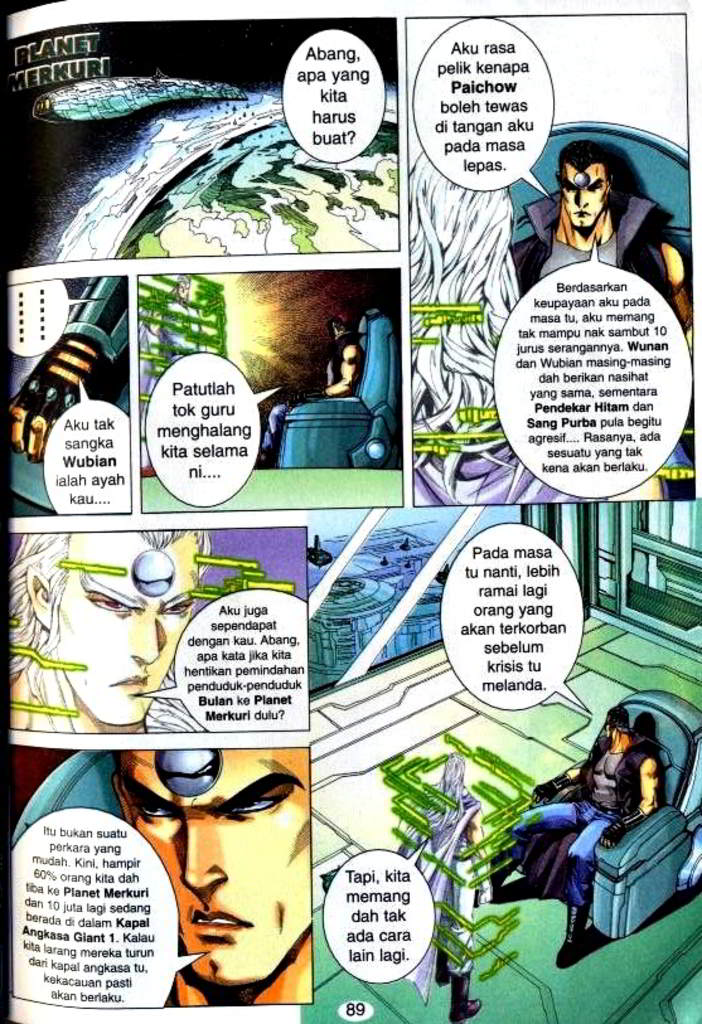 PLANET
MERKURI
Abang,
apa yang
kita
harus
buat?
Aku rasa
pelik kenapa
Paichow
boleh tewas
di tangan aku
pada masa
lepas.
Berdasarkan
keupayaan aku pada
masa tu, aku memang
tak mampu nak sambut 10
jurus serangannya. Wunan
dan Wubian masing-masing
dah berikan nasihat
yang sama, sementara
Pendekar Hitam dan
Sang Purba pula begitu
agresif.... Rasanya, ada
sesuatu yang tak
kena akan berlaku.
Aku tak
sangka
Wubian
ialah ayah
kau....
Patutlah
tok guru
menghalang
kita selama
ni....
Aku juga
sependapat
dengan kau. Abang,
apa kata jika kita
hentikan pemindahan
penduduk-penduduk
Bulan ke Planet
Merkuri dulu?
Itu bukan suatu
perkara yang
mudah. Kini, hampir
60% orang kita dah
tiba ke Planet Merkuri
dan 10 juta lagi sedang
berada di dalam Kapal
Angkasa Giant 1. Kalau
kita larang mereka turun
dari kapal angkasa tu,
kekacauan pasti
akan berlaku.
Pada masa
tu nanti, lebih
ramai lagi
orang yang
akan terkorban
sebelum
krisis tu
melanda.
Tapi, kita
memang
dah tak
ada cara
lain lagi.
89